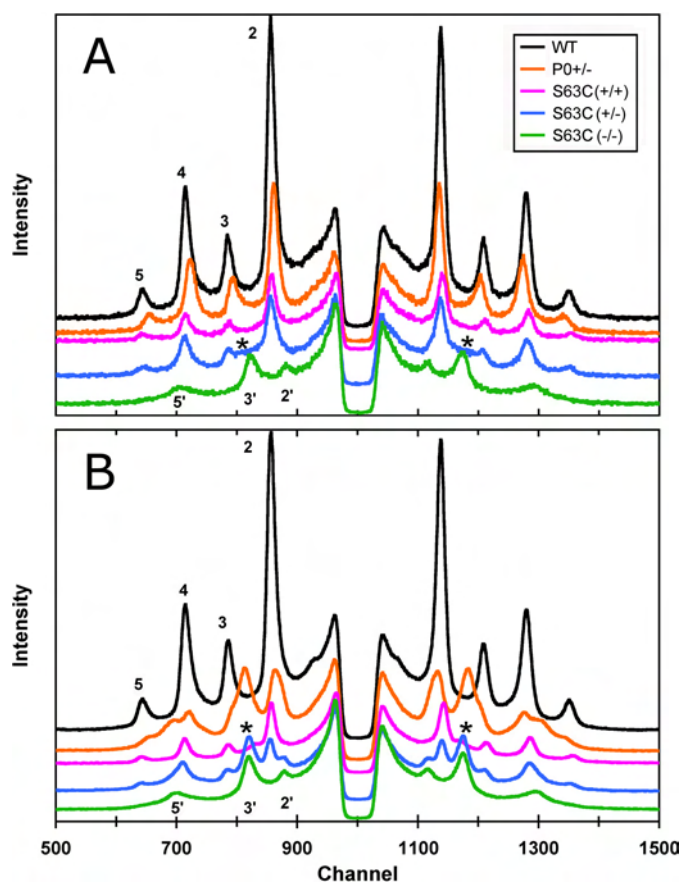 A
2
WT
P0+/-
S63C(+/+)
S63C(+/-)
S63C(-/-)
4
3
5
*
*
5'
3'
2'
Intensity
B
2
4
3
5
*
*
5'
3'
2'
Intensity
500 700 900 1100 1300 1500
Channel